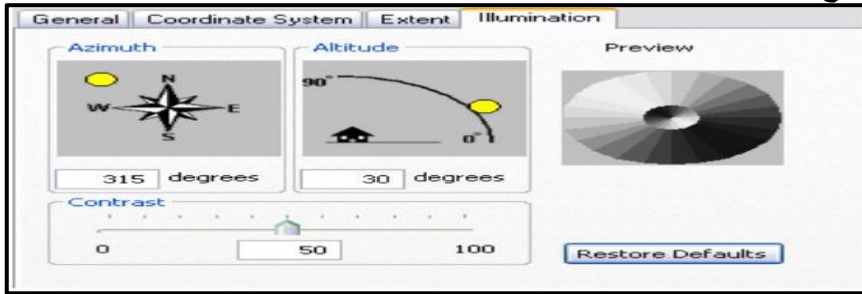 General Coordinate System Extent Illumination
Azimuth
N
W E
S
315 degrees
Altitude
90°
0°
30 degrees
Preview
Contrast
0 50 100
Restore Defaults